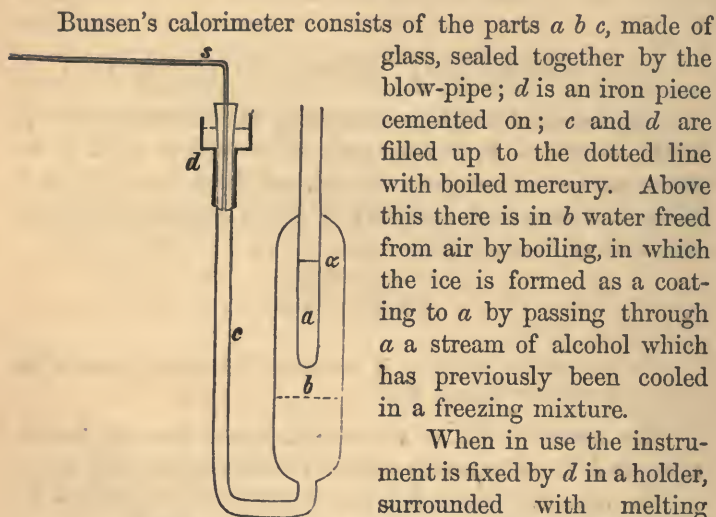 Bunsen's calorimeter consists of the parts a b c, made of
glass, sealed together by the
blow-pipe; d is an iron piece
cemented on; c and d are
filled up to the dotted line
with boiled mercury. Above
this there is in b water freed
from air by boiling, in which
the ice is formed as a coat-
ing to a by passing through
a a stream of alcohol which
has previously been cooled
in a freezing mixture.
When in use the instru-
ment is fixed by d in a holder,
surrounded with melting
s
d
α
a
c
b